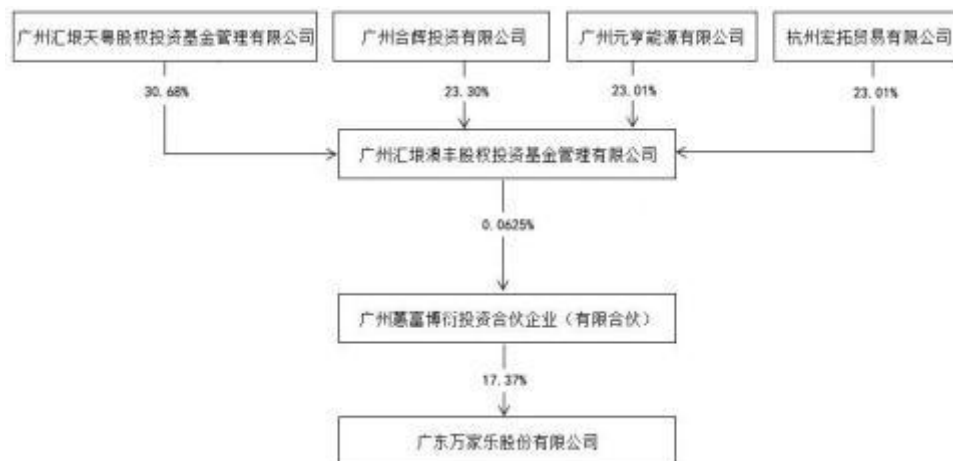 广州汇垠天粤股权投资基金管理有限公司
广州合辉投资有限公司
广州元亨能源有限公司
杭州宏拓贸易有限公司
30.68%
23.30%
23.01%
23.01%
广州汇垠澳丰股权投资基金管理有限公司
0.0625%
广州蕙富博衍投资合伙企业（有限合伙）
17.37%
广东万家乐股份有限公司